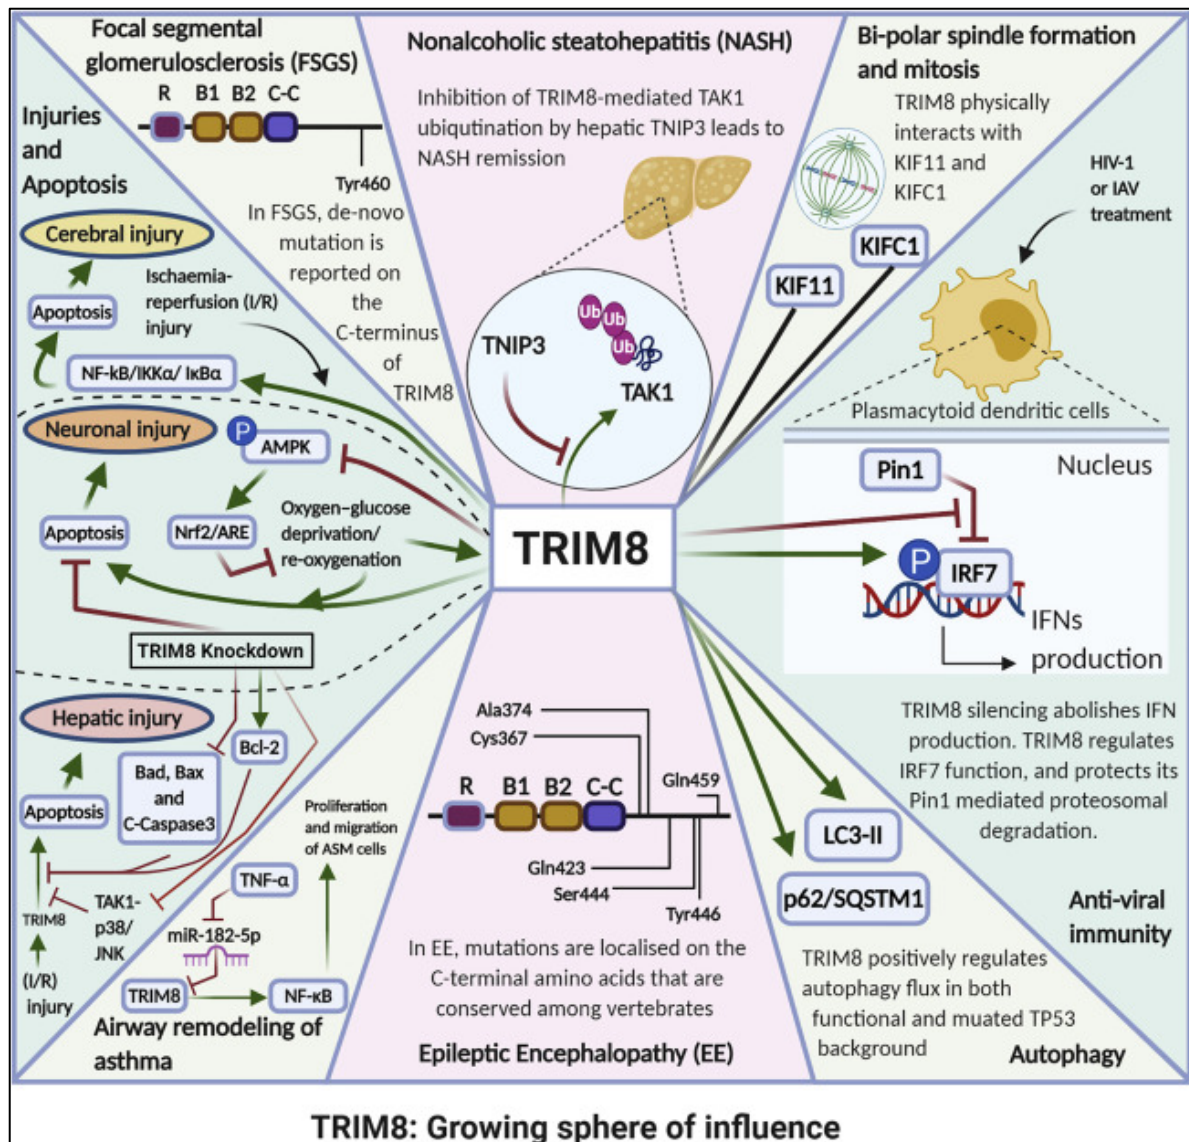 Focal segmental
glomerulosclerosis (FSGS)
R B1 B2 C-C
Tyr460
In FSGS, de-novo
mutation is
reported on
the
C-terminus
of
TRIM8
Nonalcoholic steatohepatitis (NASH)
Inhibition of TRIM8-mediated TAK1
ubiqutination by hepatic TNIP3 leads to
NASH remission
TNIP3
Ub
Ub
Ub
TAK1
Bi-polar spindle formation
and mitosis
TRIM8 physically
interacts with
KIF11 and
KIFC1
KIFC1
KIF11
HIV-1
or IAV
treatment
Plasmacytoid dendritic cells
Nucleus
Pin1
P
IRF7
IFNs
production
TRIM8 silencing abolishes IFN
production. TRIM8 regulates
IRF7 function, and protects its
Pin1 mediated proteosomal
degradation.
Anti-viral
immunity
Injuries
and
Apoptosis
Cerebral injury
Ischaemia-
reperfusion (I/R)
injury
Apoptosis
NF-kB/IKKα/ IκBα
Neuronal injury
P
AMPK
Apoptosis
Nrf2/ARE
Oxygen-glucose
deprivation/
re-oxygenation
TRIM8
TRIM8 Knockdown
Hepatic injury
Bcl-2
Bad, Bax
and
C-Caspase3
Apoptosis
TRIM8
TAK1-
p38/
JNK
(I/R)
injury
Proliferation
and migration
of ASM cells
TNF-α
miR-182-5p
TRIM8
NF-κB
Airway remodeling of
asthma
Ala374
Cys367
Gln459
R B1 B2 C-C
Gln423
Ser444
Tyr446
In EE, mutations are localised on the
C-terminal amino acids that are
conserved among vertebrates
Epileptic Encephalopathy (EE)
LC3-II
p62/SQSTM1
TRIM8 positively regulates
autophagy flux in both
functional and muated TP53
background
Autophagy
TRIM8: Growing sphere of influence